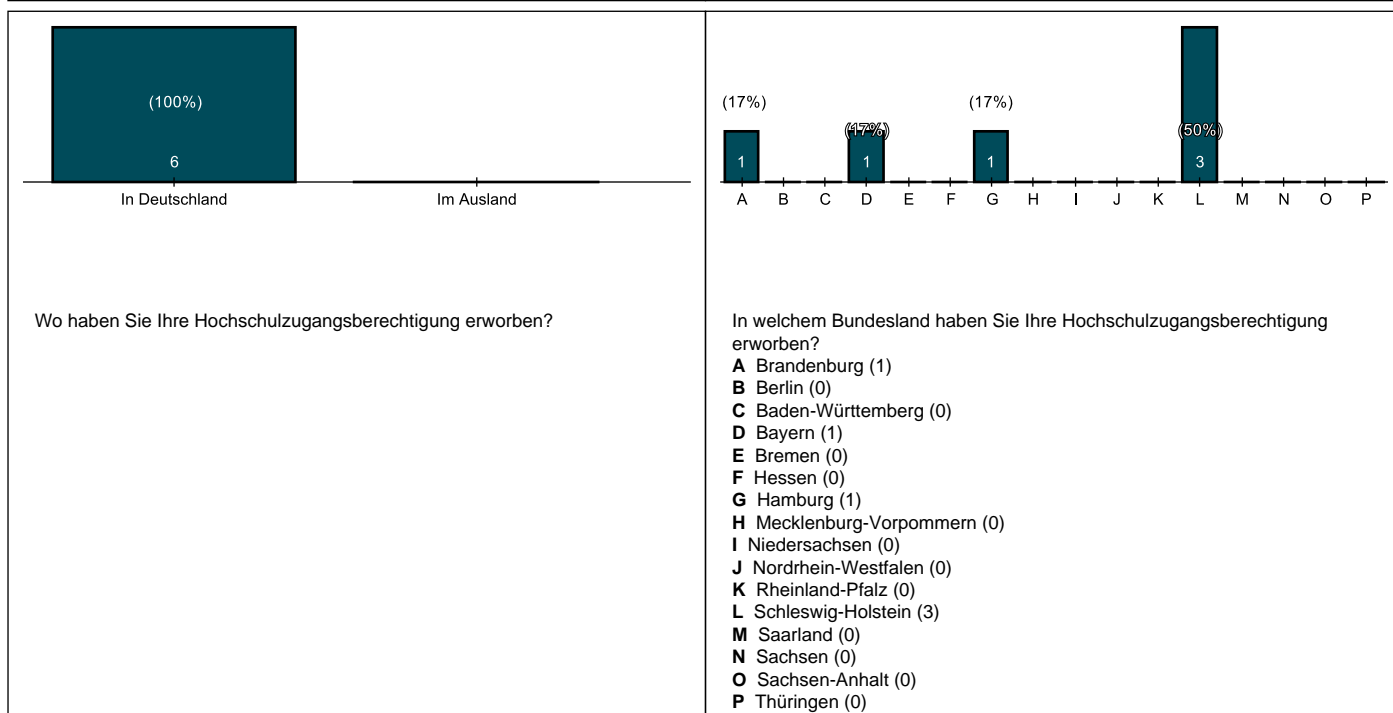 (100%)
6
In Deutschland Im Ausland
Wo haben Sie Ihre Hochschulzugangsberechtigung erworben?
(17%) (17%) (17%) (50%)
1 1 1 3
A B C D E F G H I J K L M N O P
In welchem Bundesland haben Sie Ihre Hochschulzugangsberechtigung
erworben?
A Brandenburg (1)
B Berlin (0)
C Baden-Württemberg (0)
D Bayern (1)
E Bremen (0)
F Hessen (0)
G Hamburg (1)
H Mecklenburg-Vorpommern (0)
I Niedersachsen (0)
J Nordrhein-Westfalen (0)
K Rheinland-Pfalz (0)
L Schleswig-Holstein (3)
M Saarland (0)
N Sachsen (0)
O Sachsen-Anhalt (0)
P Thüringen (0)